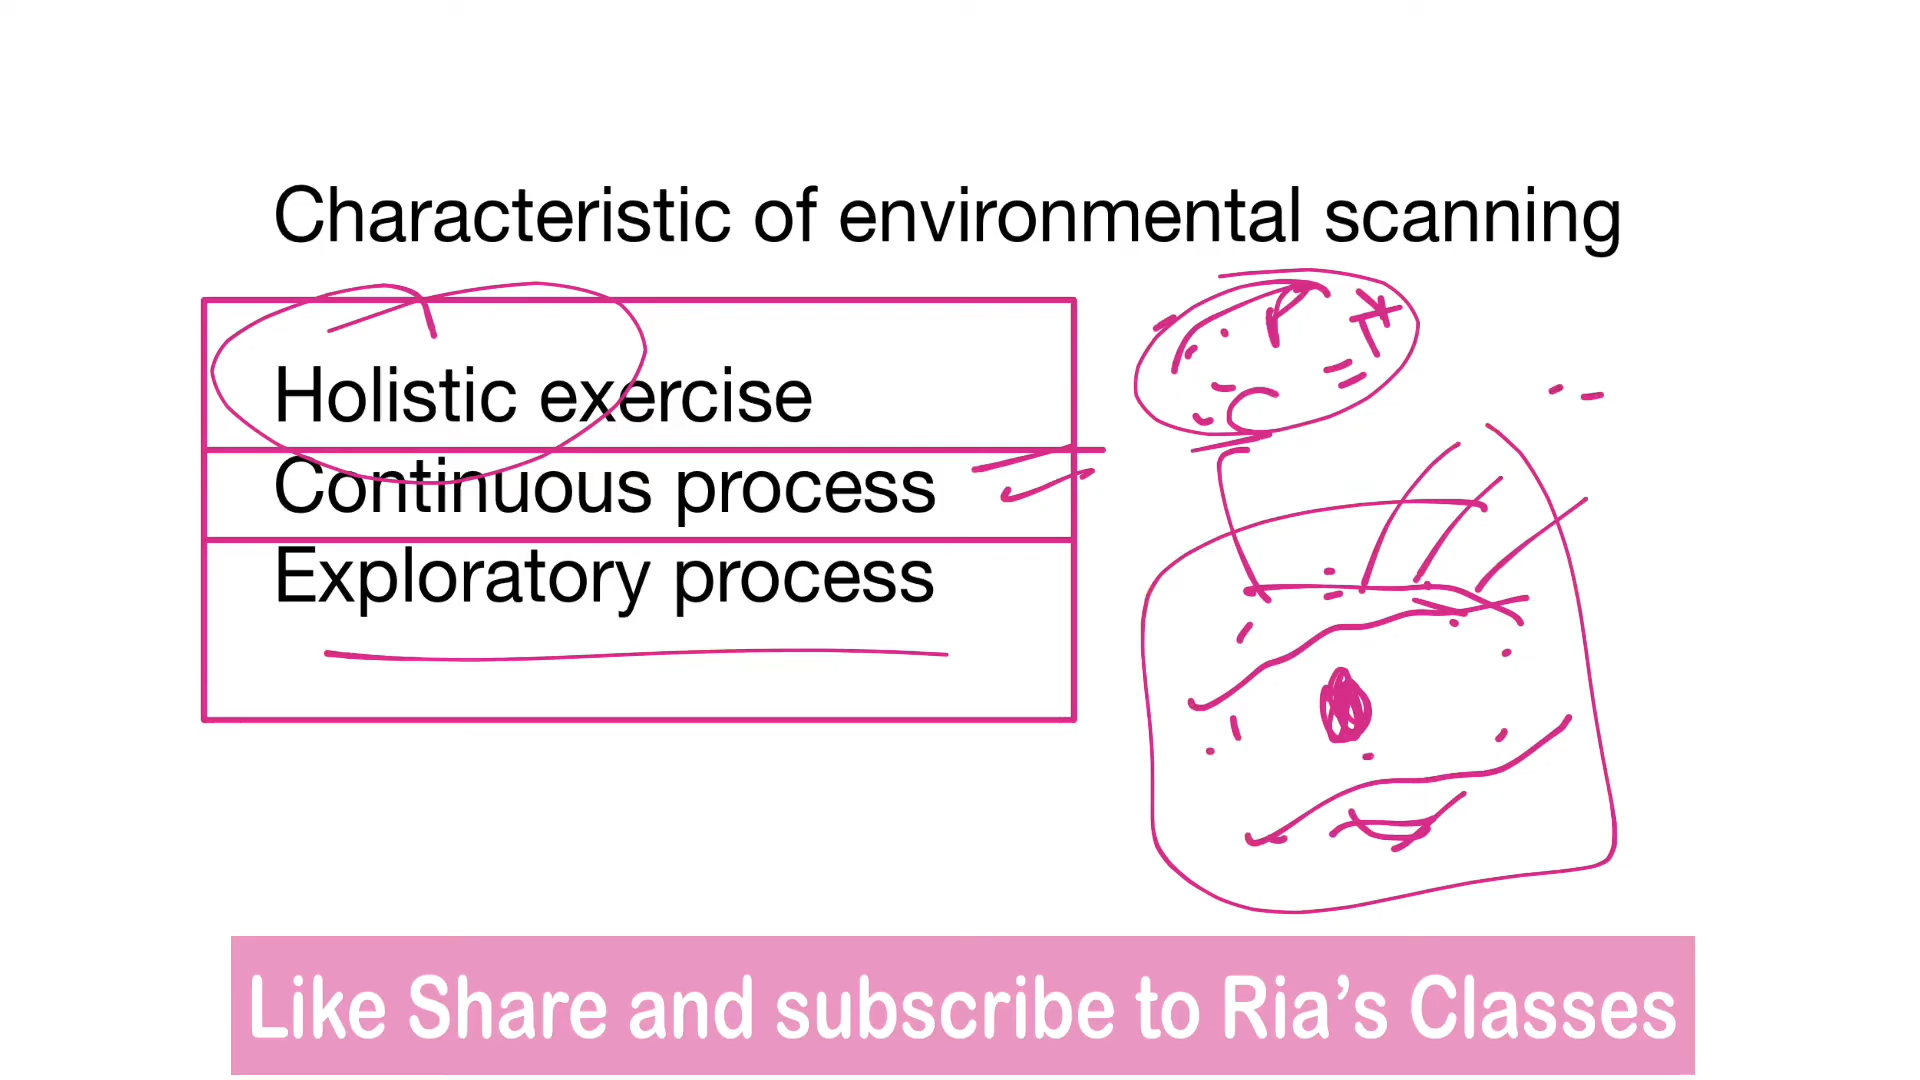 Characteristic of environmental scanning
Holistic exercise
Continuous process
Exploratory process
Like Share and subscribe to Ria’s Classes